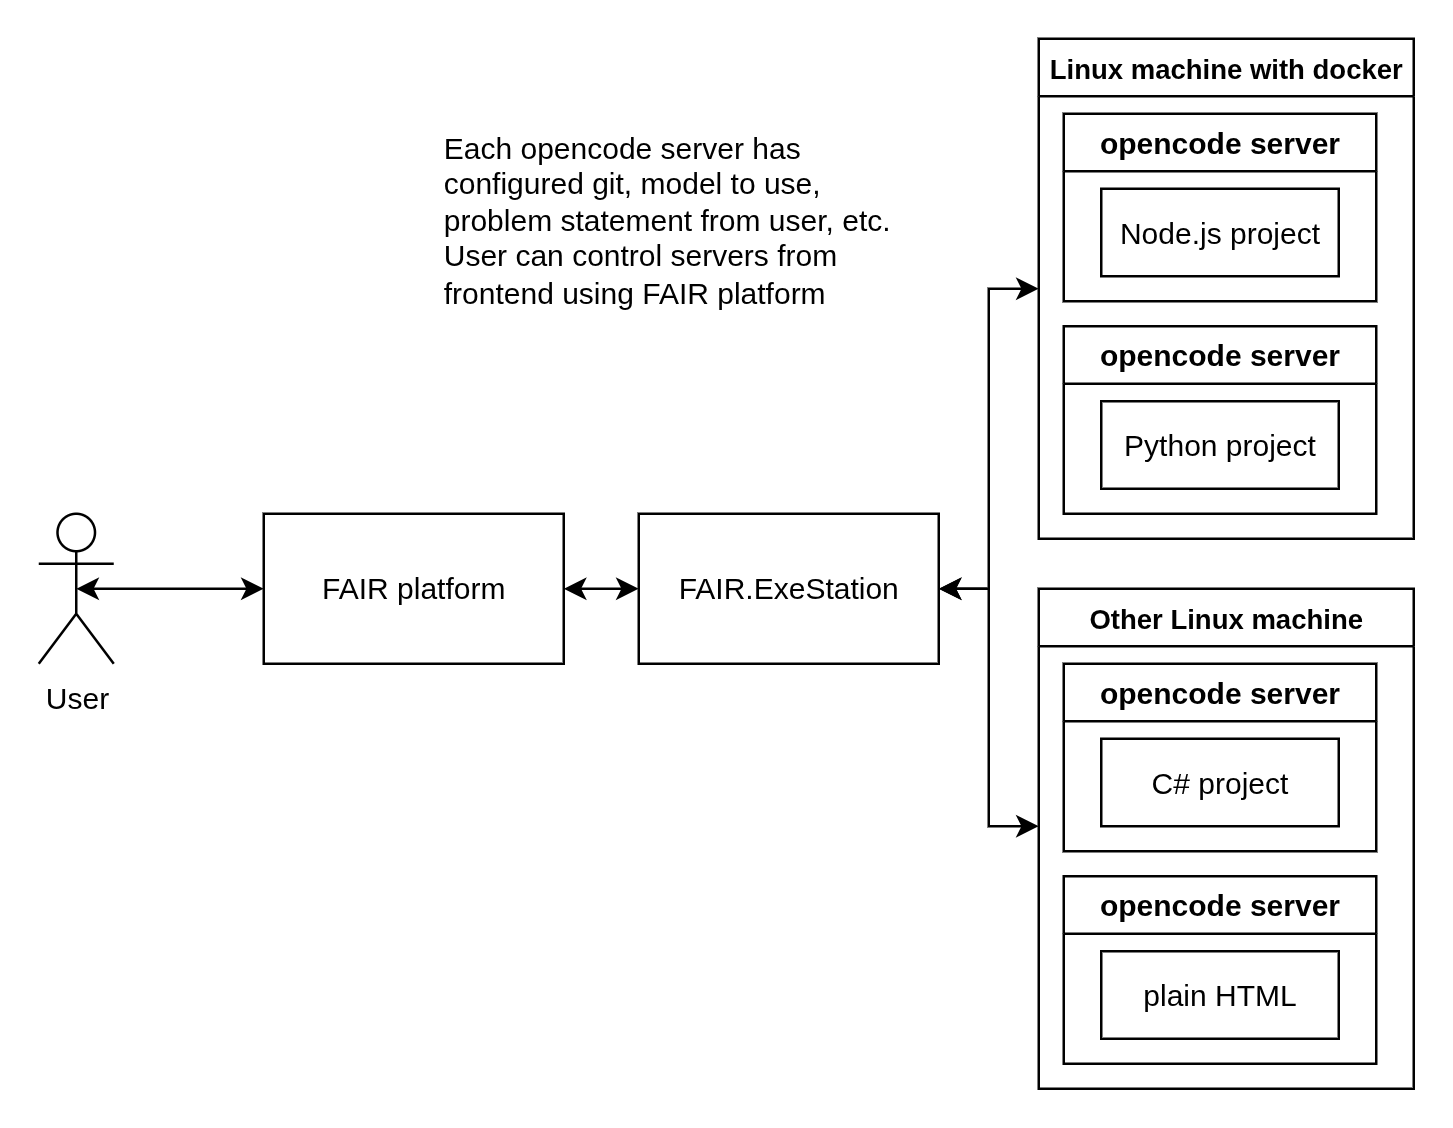 Linux machine with docker
opencode server
Node.js project
opencode server
Python project
Each opencode server has
configured git, model to use,
problem statement from user, etc.
User can control servers from
frontend using FAIR platform
User
FAIR platform
FAIR.ExeStation
Other Linux machine
opencode server
C# project
opencode server
plain HTML